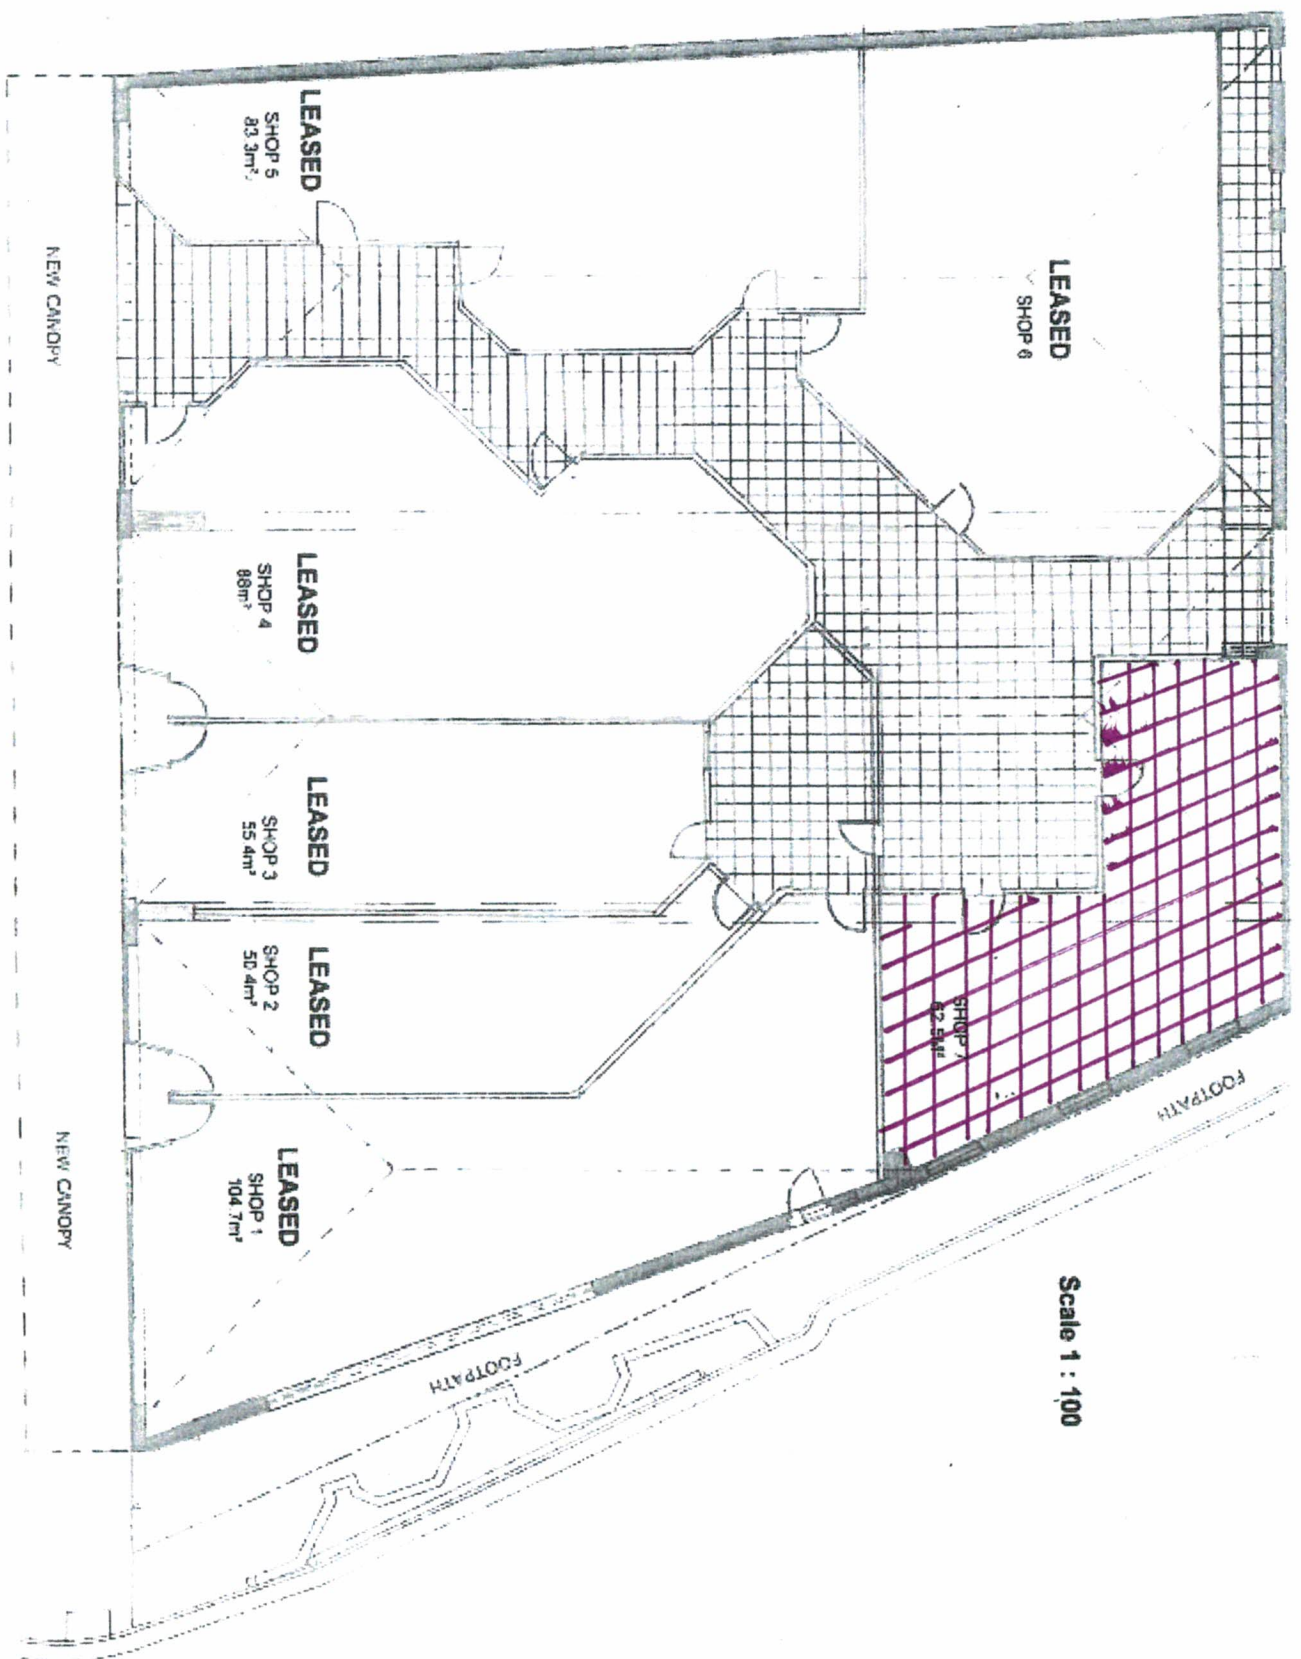 LEASED
SHOP 6
LEASED
SHOP 5
83.3m²
NEW CANOPY
LEASED
SHOP 4
88m²
LEASED
SHOP 3
55.4m²
LEASED
SHOP 2
50.4m²
SHOP 7
62.5M²
FOOTPATH
LEASED
SHOP 1
104.7m²
NEW CANOPY
FOOTPATH
Scale 1 : 100